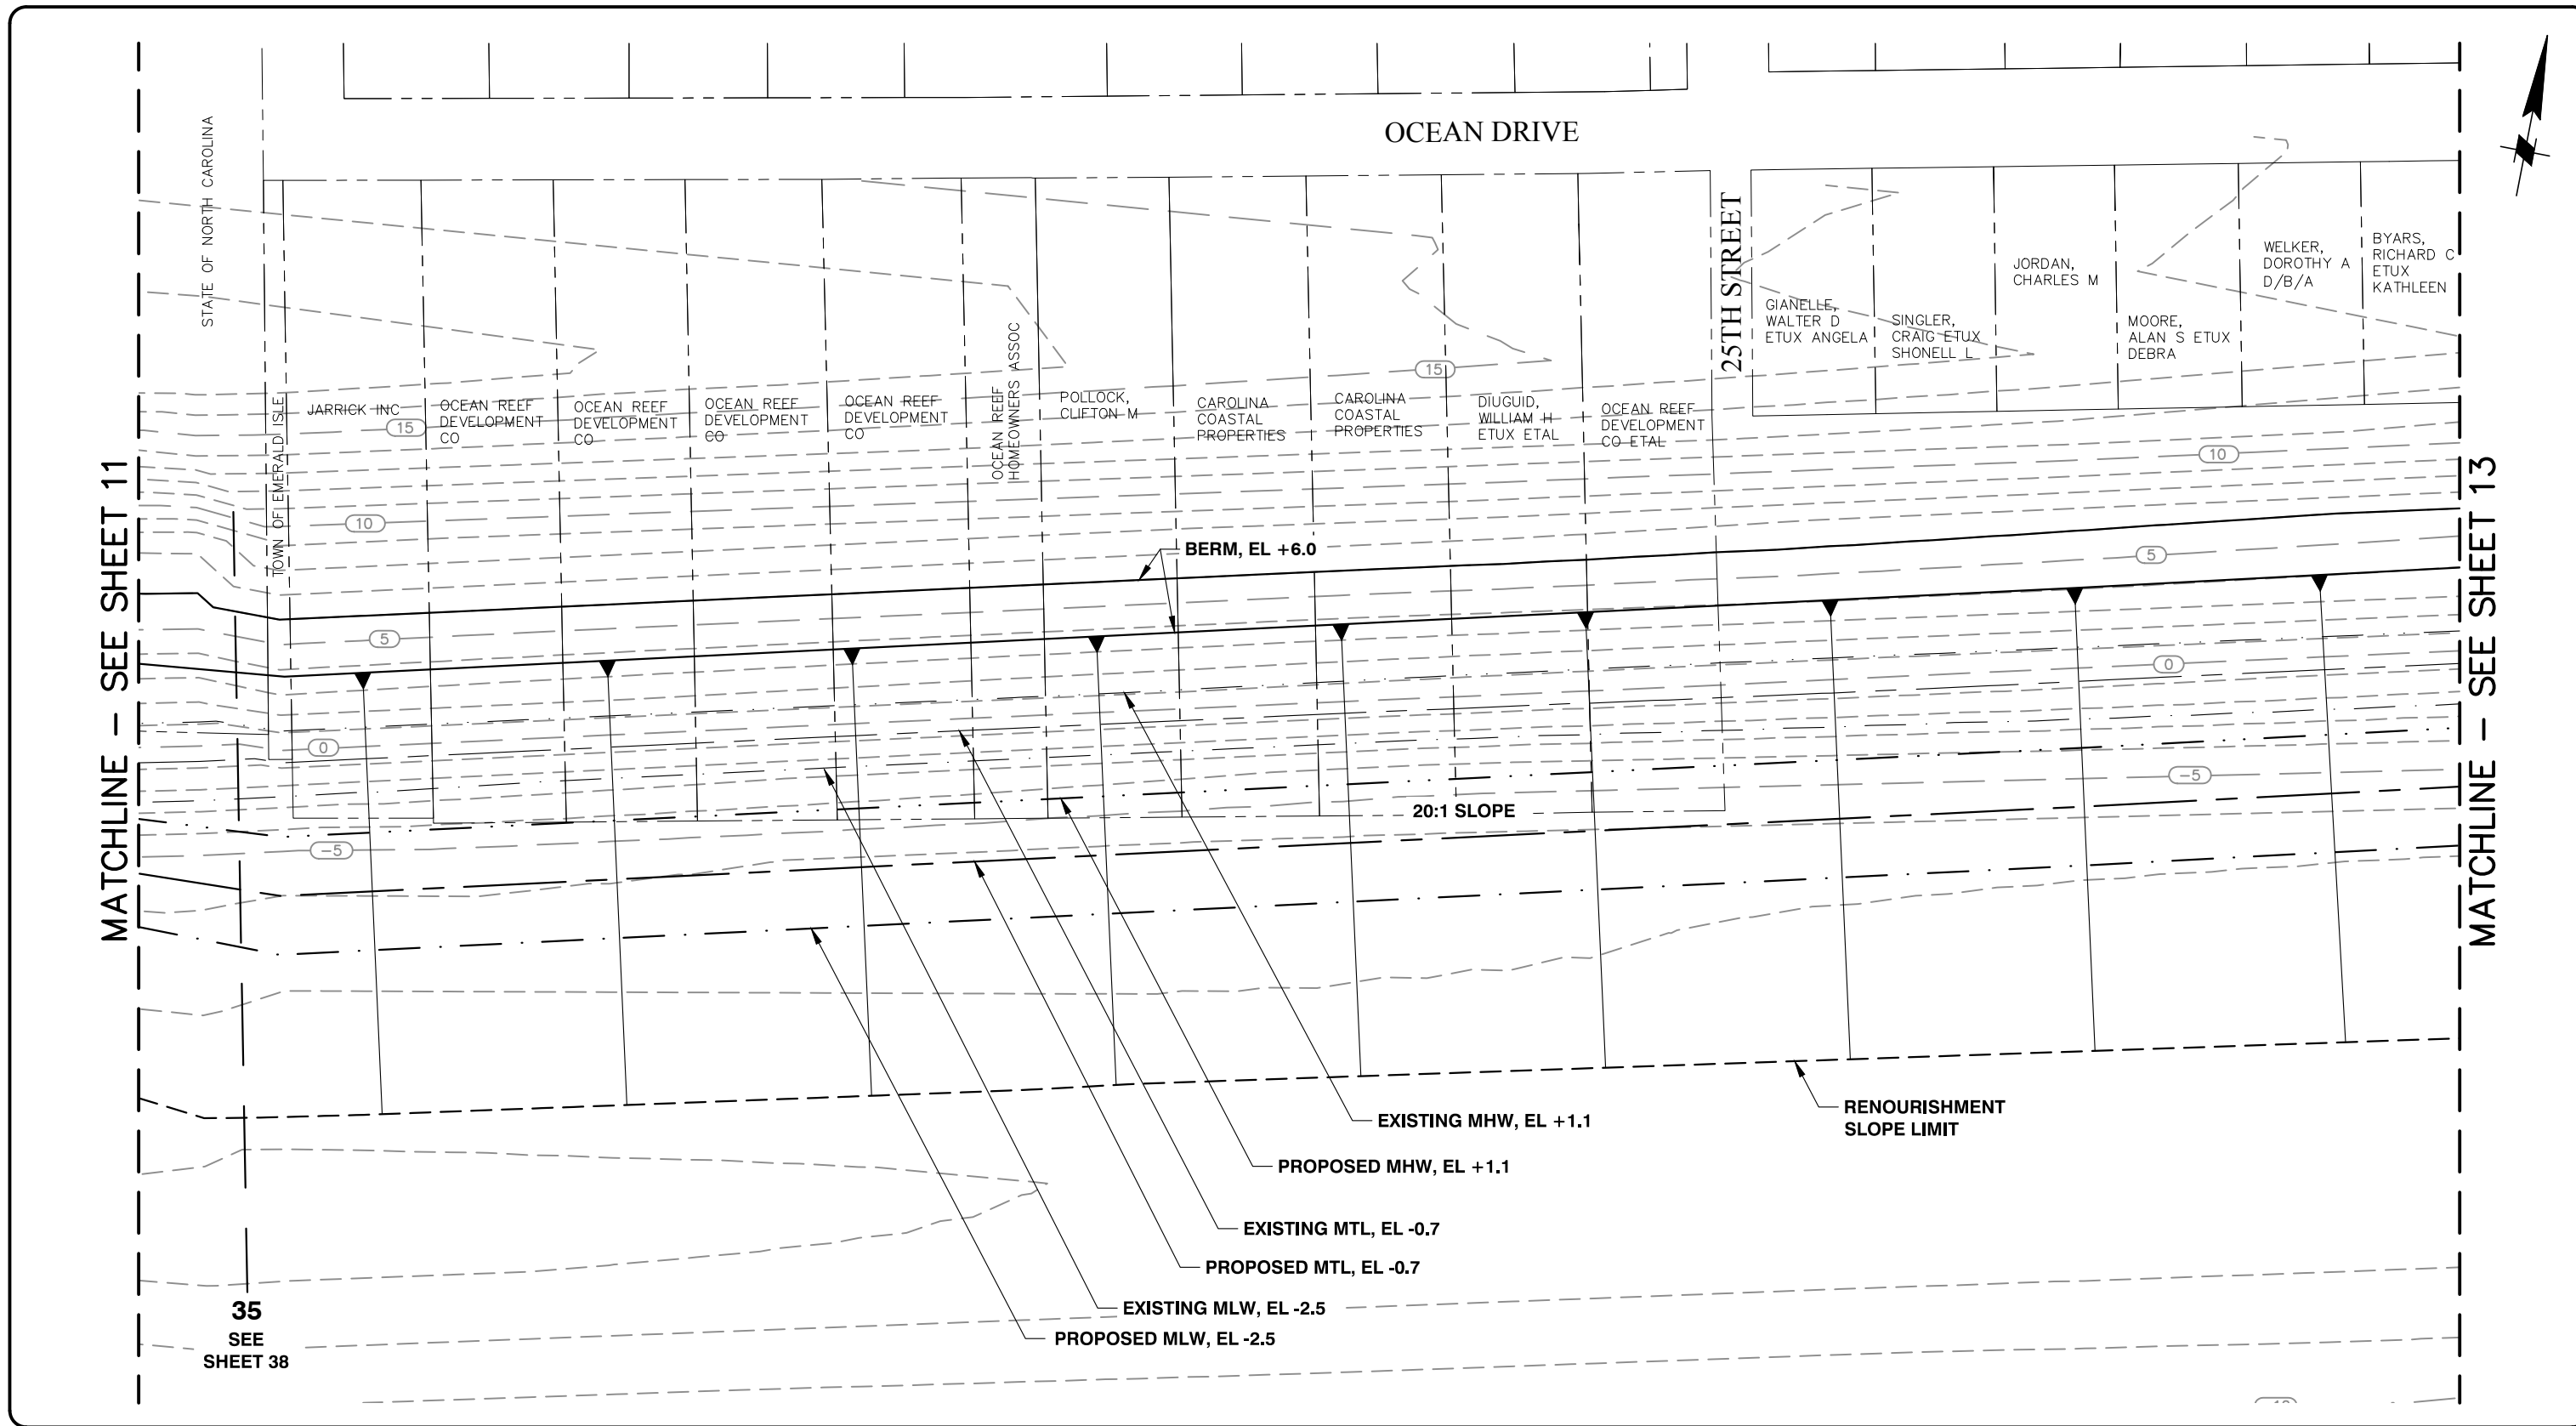 OCEAN DRIVE
STATE OF NORTH CAROLINA
25TH STREET
TOWN OF EMERALD ISLE
JARRICK INC
OCEAN REEF
DEVELOPMENT
CO
OCEAN REEF
DEVELOPMENT
CO
OCEAN REEF
DEVELOPMENT
CO
OCEAN REEF
DEVELOPMENT
CO
OCEAN REEF
HOMEOWNERS ASSOC
POLLOCK,
CLIFTON M
CAROLINA
COASTAL
PROPERTIES
CAROLINA
COASTAL
PROPERTIES
DIUGUID,
WILLIAM H
ETUX ETAL
OCEAN REEF
DEVELOPMENT
CO ETAL
GIANELLE,
WALTER D
ETUX ANGELA
SINGLER,
CRAIG ETUX
SHONELL L
JORDAN,
CHARLES M
MOORE,
ALAN S ETUX
DEBRA
WELKER,
DOROTHY A
D/B/A
BYARS,
RICHARD C
ETUX
KATHLEEN
15
15
10
10
5
5
0
0
-5
-5
MATCHLINE - SEE SHEET 11
MATCHLINE - SEE SHEET 13
BERM, EL +6.0
20:1 SLOPE
EXISTING MHW, EL +1.1
PROPOSED MHW, EL +1.1
EXISTING MTL, EL -0.7
PROPOSED MTL, EL -0.7
EXISTING MLW, EL -2.5
PROPOSED MLW, EL -2.5
RENOURISHMENT
SLOPE LIMIT
35
SEE
SHEET 38